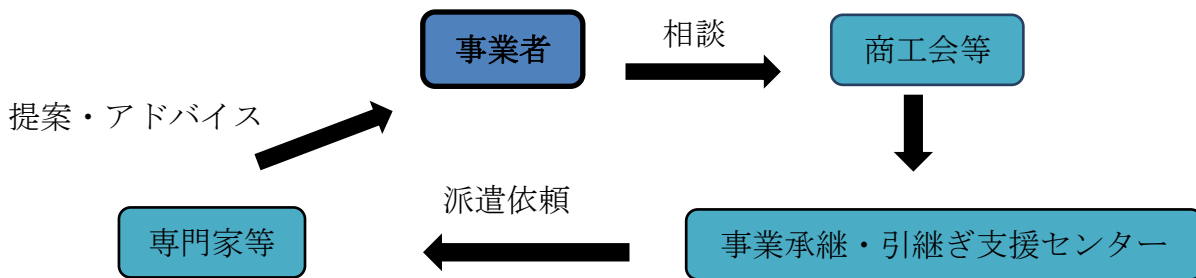 事業者
相談
商工会等
提案・アドバイス
派遣依頼
専門家等
事業承継・引継ぎ支援センター